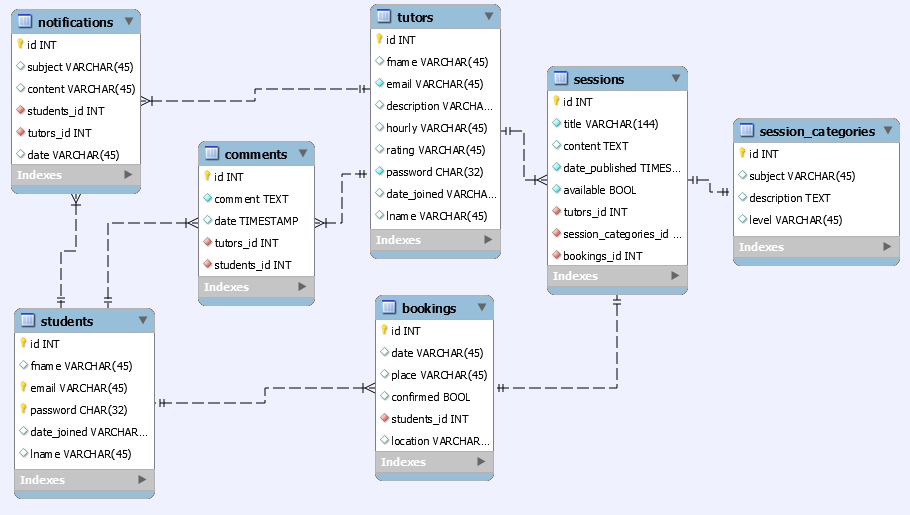 notifications
id INT
subject VARCHAR(45)
content VARCHAR(45)
students_id INT
tutors_id INT
date VARCHAR(45)
Indexes
tutors
id INT
fname VARCHAR(45)
email VARCHAR(45)
description VARCHA...
hourly VARCHAR(45)
rating VARCHAR(45)
password CHAR(32)
date_joined VARCHA...
lname VARCHAR(45)
Indexes
sessions
id INT
title VARCHAR(144)
content TEXT
date_published TIMES...
available BOOL
tutors_id INT
session_categories_id ...
bookings_id INT
Indexes
session_categories
id INT
subject VARCHAR(45)
description TEXT
level VARCHAR(45)
Indexes
comments
id INT
comment TEXT
date TIMESTAMP
tutors_id INT
students_id INT
Indexes
students
id INT
fname VARCHAR(45)
email VARCHAR(45)
password CHAR(32)
date_joined VARCHAR...
lname VARCHAR(45)
Indexes
bookings
id INT
date VARCHAR(45)
place VARCHAR(45)
confirmed BOOL
students_id INT
location VARCHAR...
Indexes